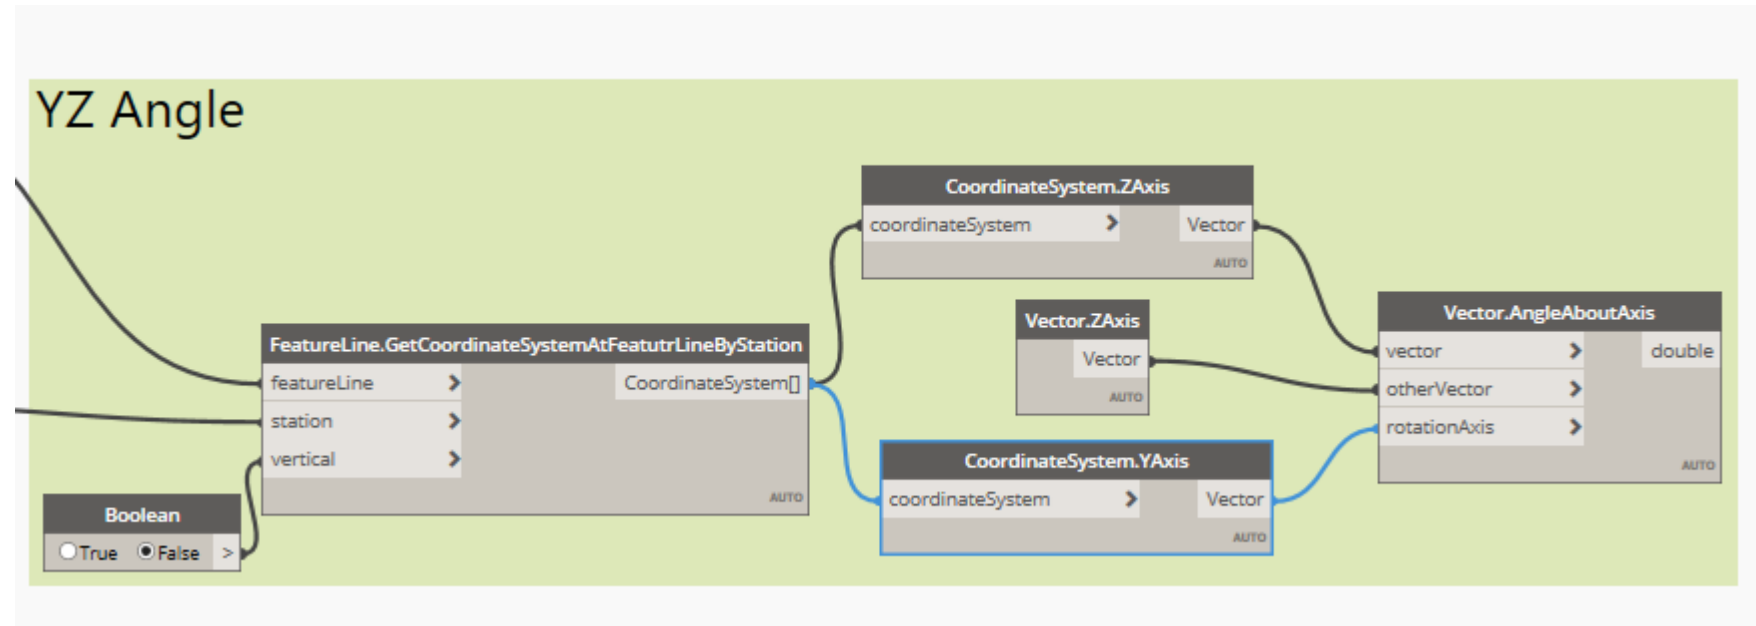 YZ Angle
CoordinateSystem.ZAxis
coordinateSystem > Vector
AUTO
Vector.ZAxis
Vector
AUTO
Vector.AngleAboutAxis
vector > double
otherVector >
rotationAxis >
AUTO
FeatureLine.GetCoordinateSystemAtFeatutrLineByStation
featureLine > CoordinateSystem[]
station >
vertical >
AUTO
CoordinateSystem.YAxis
coordinateSystem > Vector
AUTO
Boolean
True False >